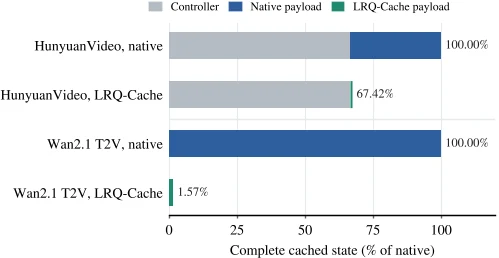 Controller Native payload LRQ-Cache payload
HunyuanVideo, native 100.00%
HunyuanVideo, LRQ-Cache 67.42%
Wan2.1 T2V, native 100.00%
Wan2.1 T2V, LRQ-Cache 1.57%
0 25 50 75 100
Complete cached state (% of native)